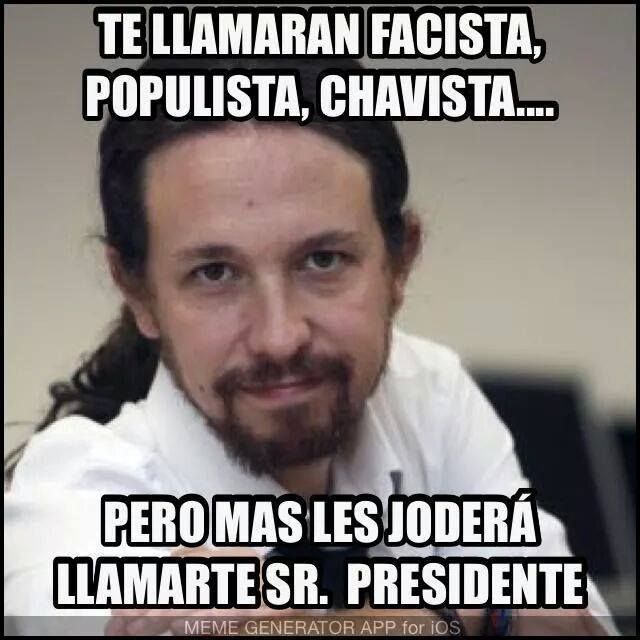 TE LLAMARAN FACISTA,
POPULISTA, CHAVISTA....
PERO MAS LES JODERÁ
LLAMARTE SR. PRESIDENTE
MEME GENERATOR APP for iOS